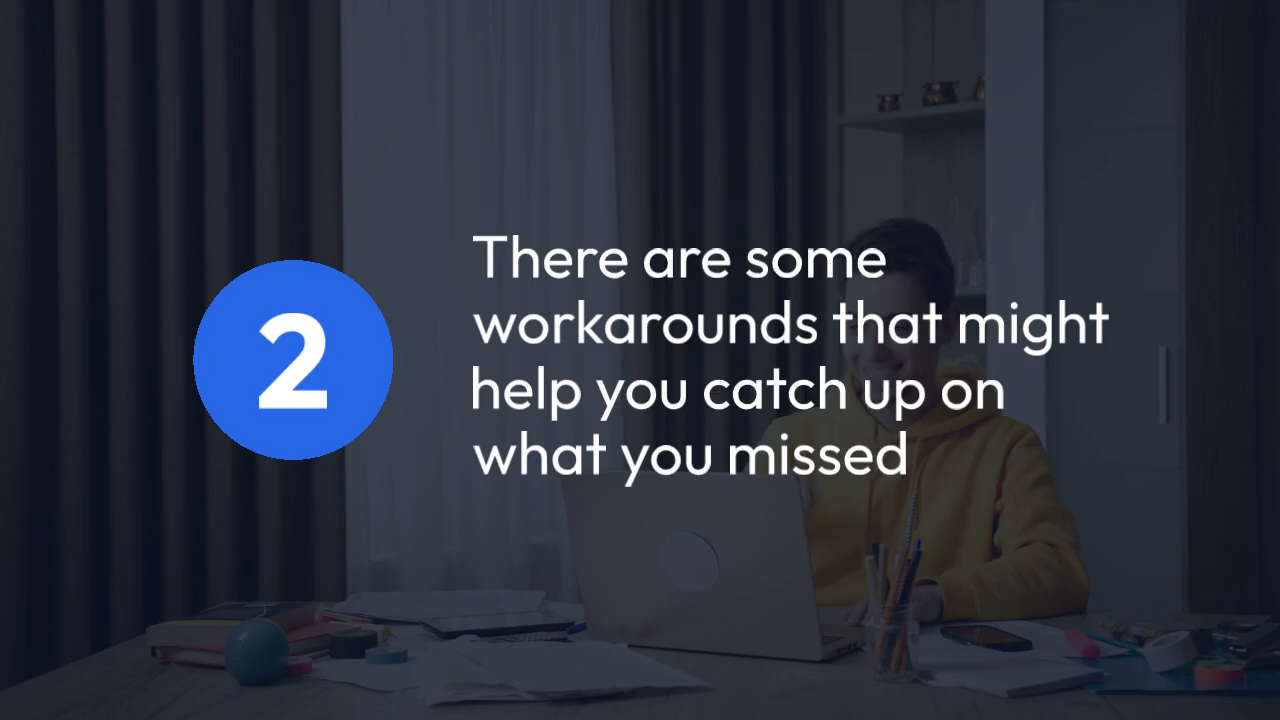 2
There are some
workarounds that might
help you catch up on
what you missed